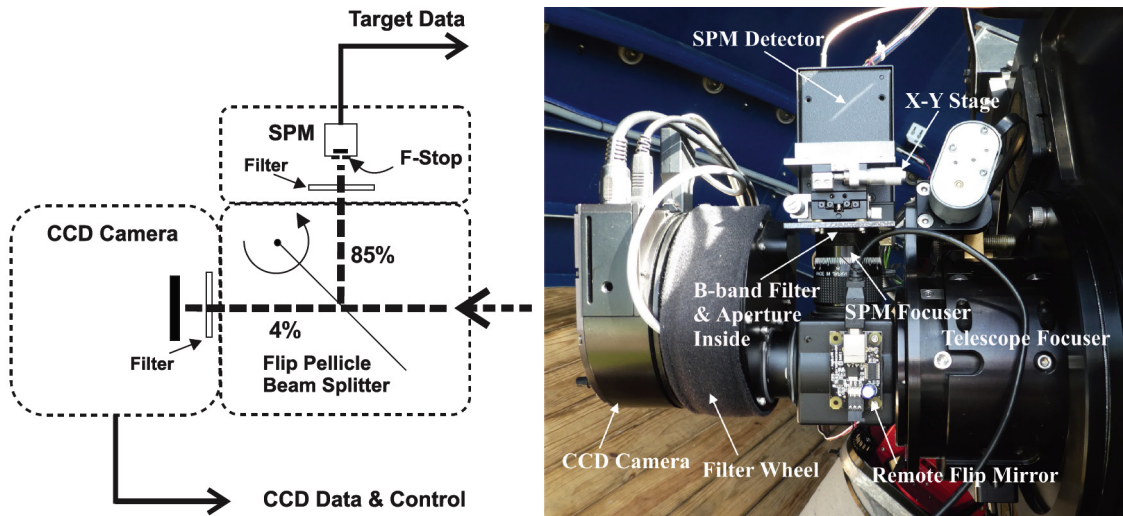 Target Data
SPM
F-Stop
Filter
CCD Camera
85%
4%
Filter
Flip Pellicle
Beam Splitter
CCD Data & Control
SPM Detector
X-Y Stage
B-band Filter
& Aperture
Inside
SPM Focuser
Telescope Focuser
CCD Camera
Filter Wheel
Remote Flip Mirror